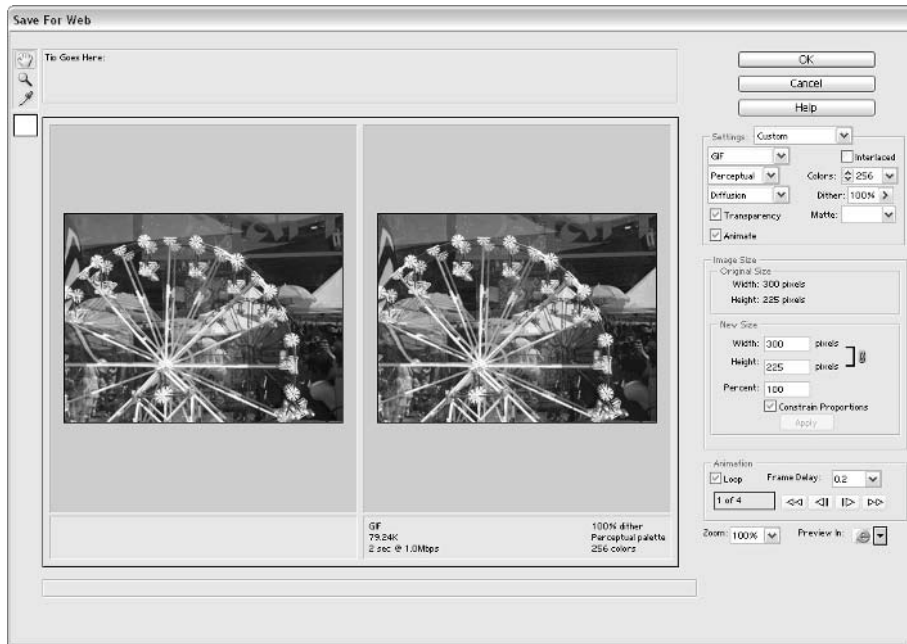 Save For Web
Tip Goes Here:
OK
Cancel
Help
Settings: Custom
GIF
Interlaced
Perceptual
Colors: 256
Diffusion
Dither: 100%
Transparency
Matte:
Animate
Image Size
Original Size
Width: 300 pixels
Height: 225 pixels
New Size
Width: 300 pixels
Height: 225 pixels
Percent: 100
Constrain Proportions
Apply
Animation
Loop
Frame Delay: 0.2
1 of 4
GIF
79.24K
2 sec @ 1.0Mbps
100% dither
Perceptual palette
256 colors
Zoom: 100%
Preview In: